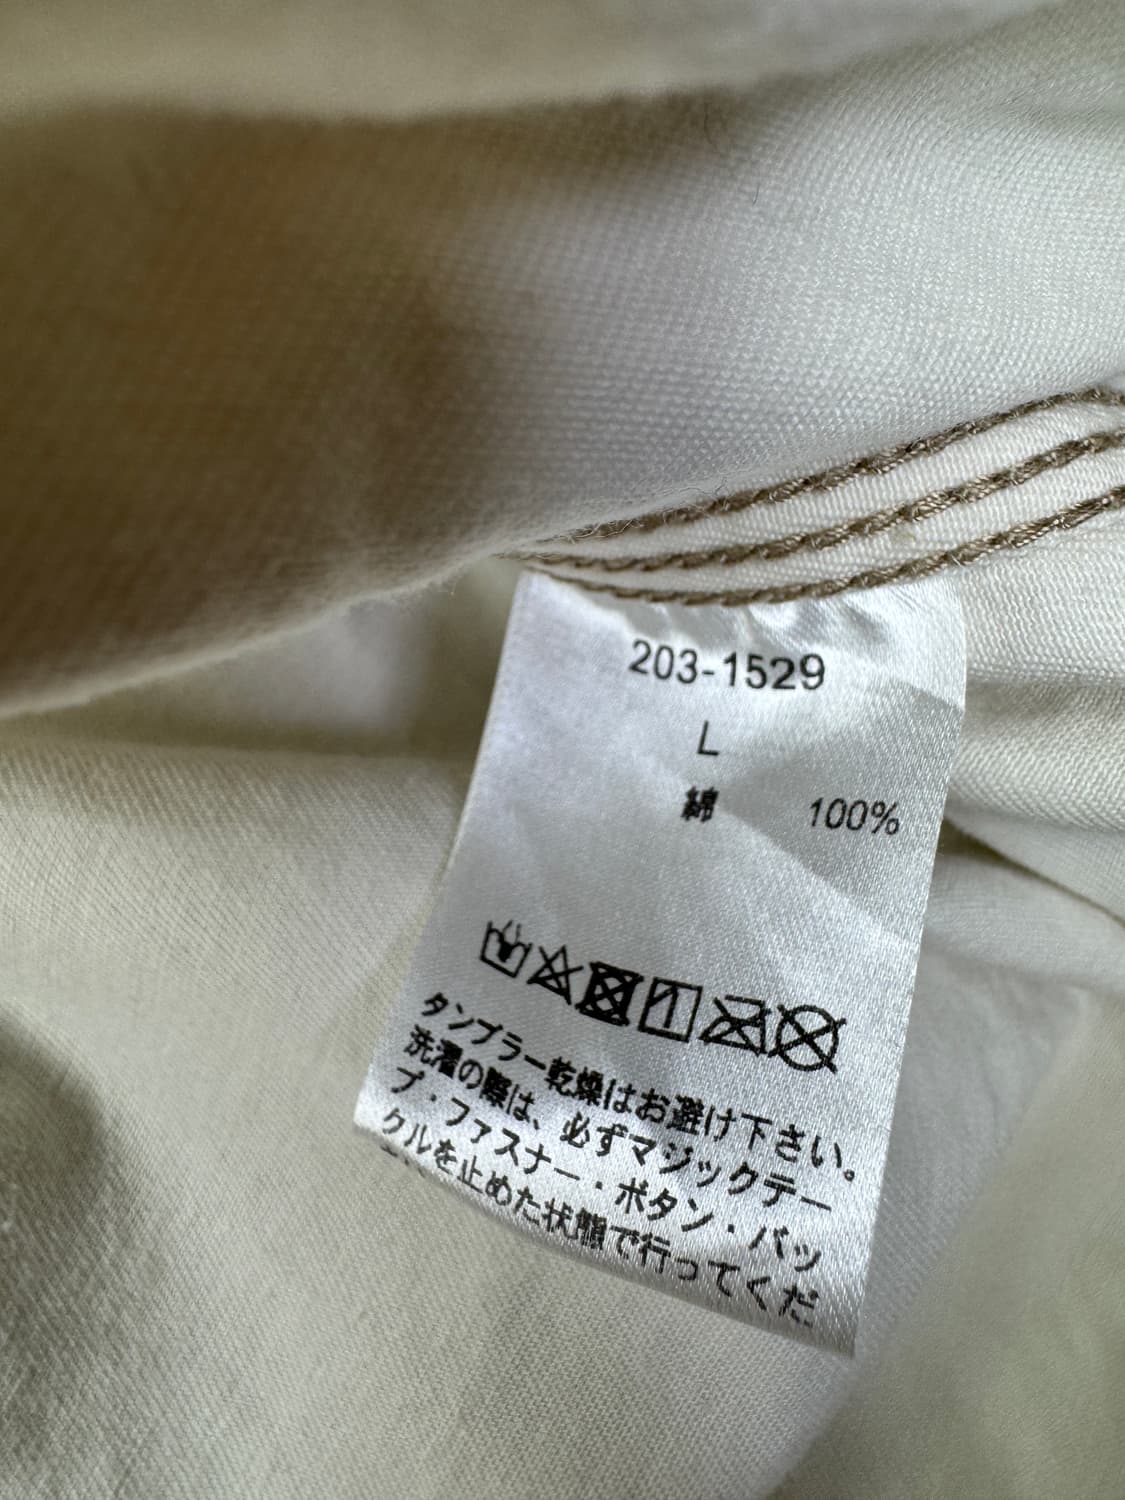 203-1529
L
綿 100%
タンブラー乾燥はお避け下さい。
洗濯の際は、必ずマジックテー
プ・ファスナー・ボタン・バッ
クルを止めた状態で行ってくだ